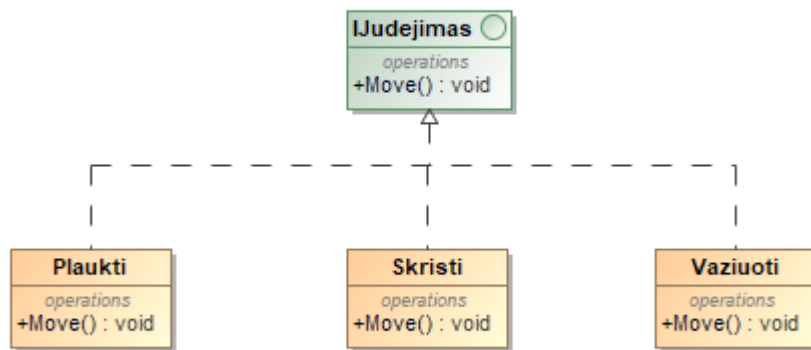 IJudejimas
operations
+Move() : void
Plaukti
operations
+Move() : void
Skristi
operations
+Move() : void
Vaziuoti
operations
+Move() : void